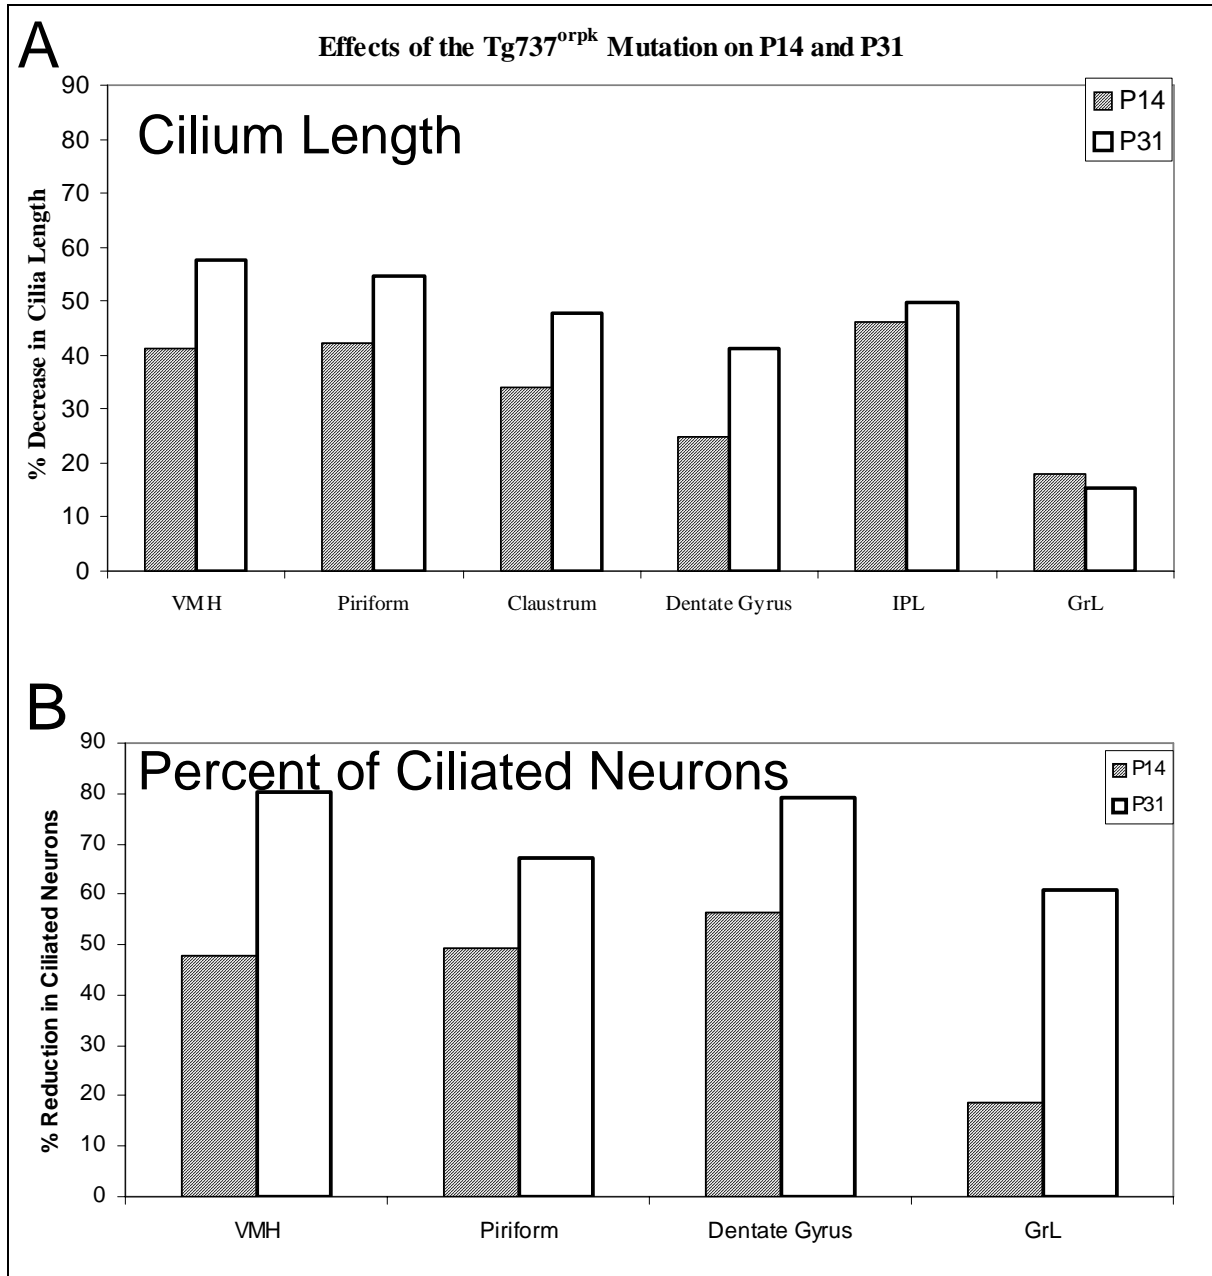 A
Effects of the Tg737orpk Mutation on P14 and P31
90
80
70
60
50
40
30
20
10
0
% Decrease in Cilia Length
Cilium Length
P14
P31
VMH Piriform Claustrum Dentate Gyrus IPL GrL
B
90
80
70
60
50
40
30
20
10
0
% Reduction in Ciliated Neurons
Percent of Ciliated Neurons
P14
P31
VMH Piriform Dentate Gyrus GrL